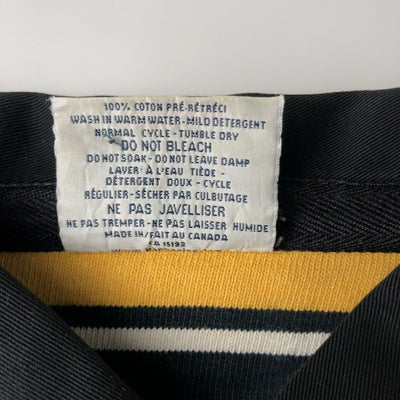 100% COTON PRÉ-RÉTRÉCI
WASH IN WARM WATER - MILD DETERGENT
NORMAL CYCLE - TUMBLE DRY
DO NOT BLEACH
DO NOT SOAK - DO NOT LEAVE DAMP
LAVER À L'EAU TIÈDE -
DÉTERGENT DOUX - CYCLE
RÉGULIER - SÉCHER PAR CULBUTAGE
NE PAS JAVELLISER
NE PAS TREMPER - NE PAS LAISSER HUMIDE
MADE IN/FAIT AU CANADA
CA 15192